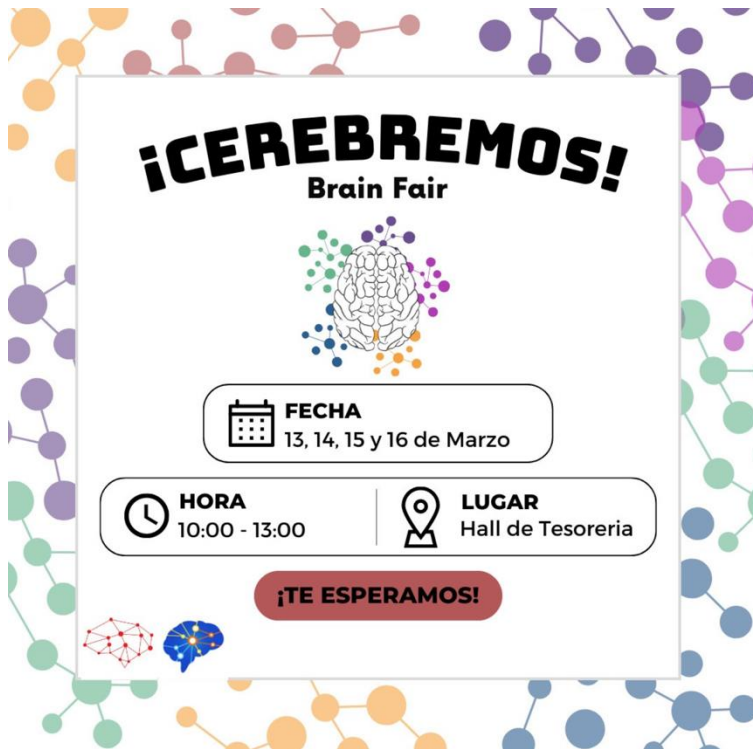 ¡CEREBREMOS!
Brain Fair
FECHA
13, 14, 15 y 16 de Marzo
HORA
10:00 - 13:00
LUGAR
Hall de Tesoreria
¡TE ESPERAMOS!